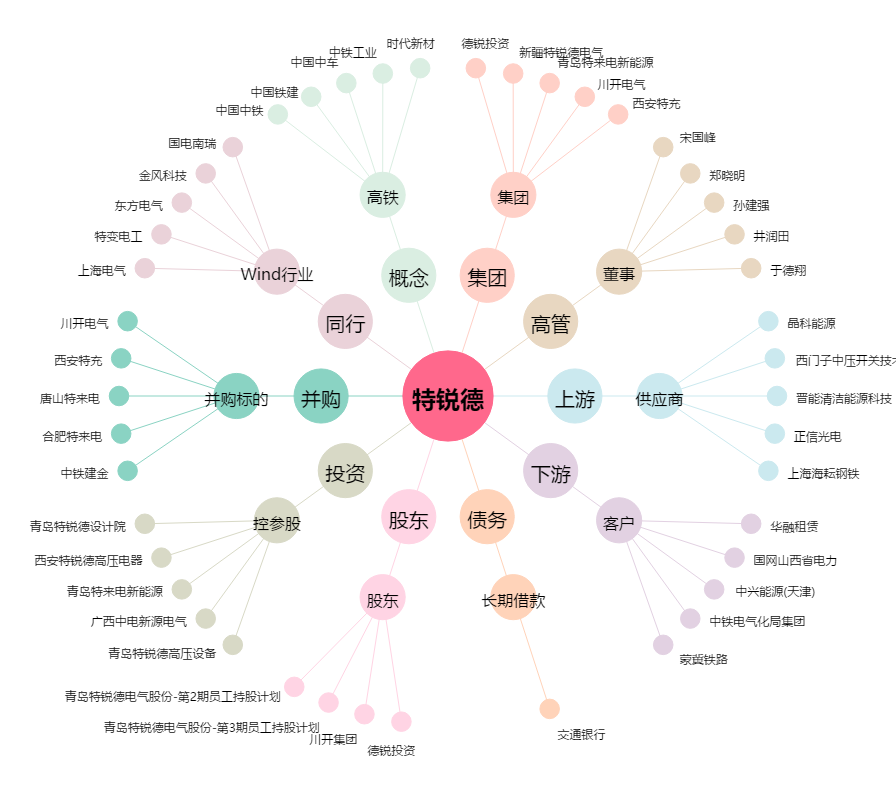 时代新材
德锐投资
中铁工业
新疆特锐德电气
中国中车
青岛特来电新能源
中国铁建
川开电气
中国中铁
西安特充
国电南瑞
宋国峰
金风科技
郑晓明
高铁
集团
东方电气
孙建强
特变电工
井润田
上海电气
Wind行业
概念
集团
董事
于德翔
川开电气
同行
高管
晶科能源
西安特充
西门子中压开关技术
唐山特来电
并购标的
并购
特锐德
上游
供应商
晋能清洁能源科技
合肥特来电
正信光电
中铁建金
投资
下游
上海海耘钢铁
青岛特锐德设计院
控参股
股东
债务
客户
华融租赁
西安特锐德高压电器
国网山西省电力
青岛特来电新能源
中兴能源(天津)
股东
长期借款
广西中电新源电气
中铁电气化局集团
青岛特锐德高压设备
蒙冀铁路
青岛特锐德电气股份-第2期员工持股计划
青岛特锐德电气股份-第3期员工持股计划
川开集团
交通银行
德锐投资